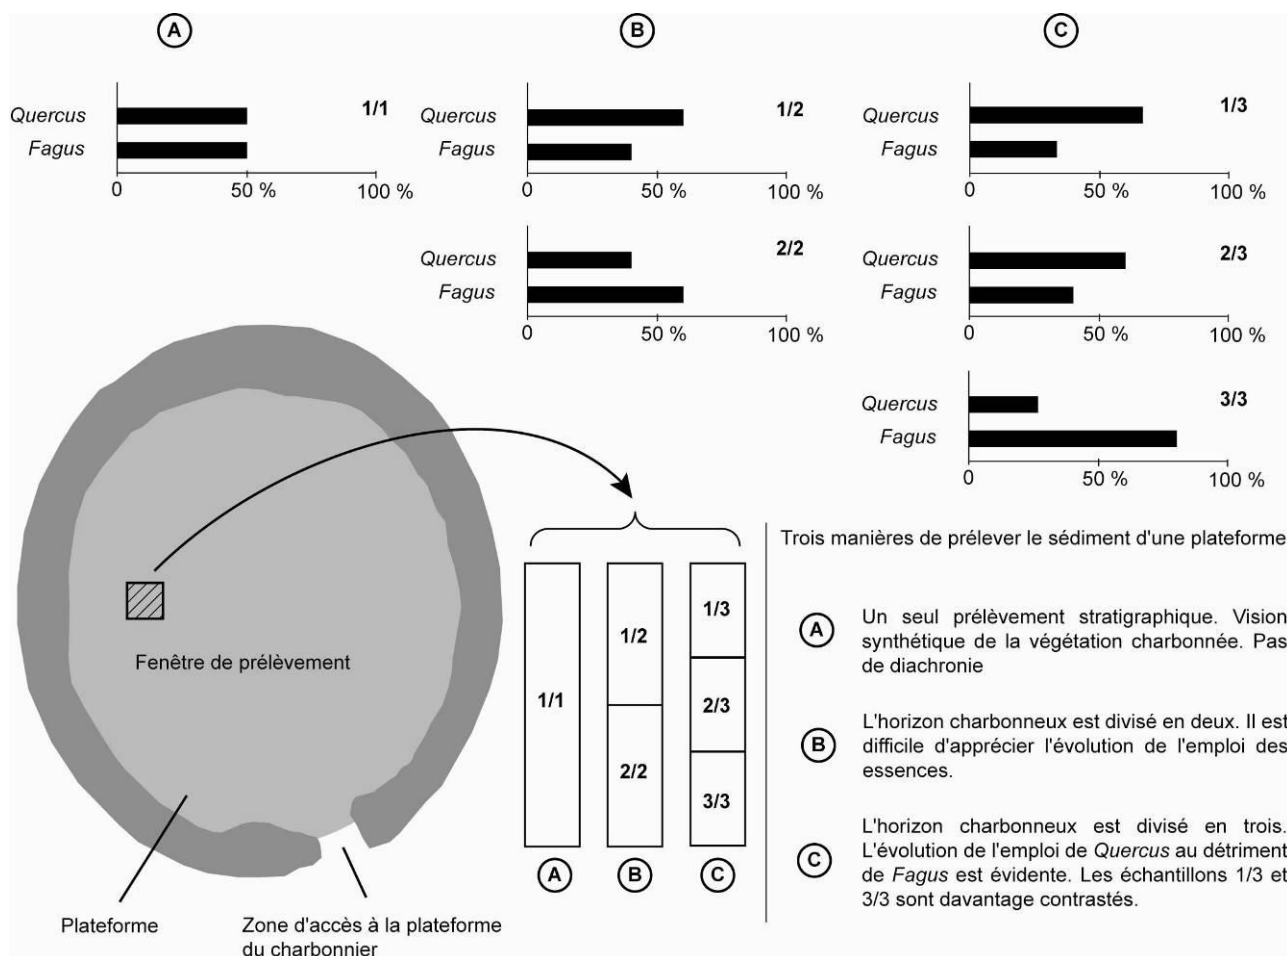 A
B
C
Quercus
Fagus
1/1
0
50 %
100 %
Quercus
Fagus
1/2
0
50 %
100 %
Quercus
Fagus
1/3
0
50 %
100 %
Quercus
Fagus
2/2
0
50 %
100 %
Quercus
Fagus
2/3
0
50 %
100 %
Quercus
Fagus
3/3
0
50 %
100 %
Fenêtre de prélèvement
Plateforme
Zone d'accès à la plateforme
du charbonnier
1/1
1/2
2/2
1/3
2/3
3/3
A
B
C
Trois manières de prélever le sédiment d'une plateforme
A
Un seul prélèvement stratigraphique. Vision
synthétique de la végétation charbonnée. Pas
de diachronie
B
L'horizon charbonneux est divisé en deux. Il est
difficile d'apprécier l'évolution de l'emploi des
essences.
C
L'horizon charbonneux est divisé en trois.
L'évolution de l'emploi de Quercus au détriment
de Fagus est évidente. Les échantillons 1/3 et
3/3 sont davantage contrastés.